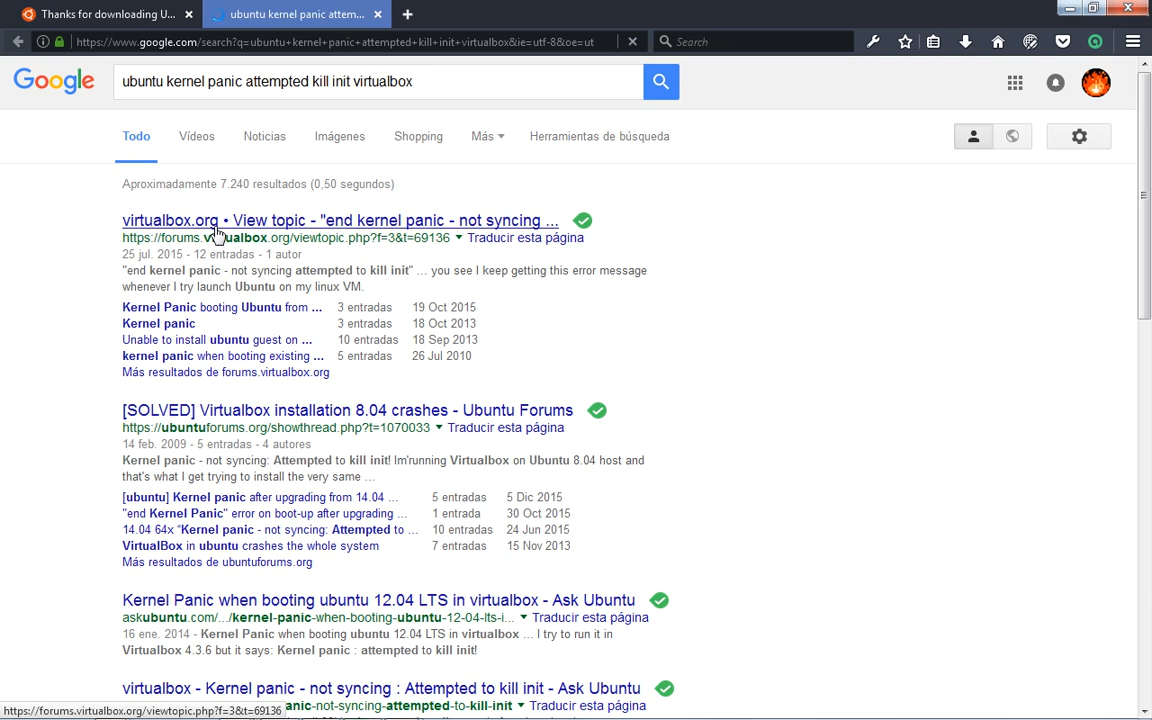 Thanks for downloading U...
ubuntu kernel panic attem...
https://www.google.com/search?q=ubuntu+kernel+panic+attempted+kill+init+virtualbox&ie=utf-8&oe=ut
Search
Google
ubuntu kernel panic attempted kill init virtualbox
Todo Vídeos Noticias Imágenes Shopping Más Herramientas de búsqueda
Aproximadamente 7.240 resultados (0,50 segundos)
virtualbox.org • View topic - "end kernel panic - not syncing ...
https://forums.virtualbox.org/viewtopic.php?f=3&t=69136 Traducir esta página
25 jul. 2015 - 12 entradas - 1 autor
"end kernel panic - not syncing attempted to kill init" ... you see I keep getting this error message
whenever I try launch Ubuntu on my linux VM.
Kernel Panic booting Ubuntu from ... 3 entradas 19 Oct 2015
Kernel panic 3 entradas 18 Oct 2013
Unable to install ubuntu guest on ... 10 entradas 18 Sep 2013
kernel panic when booting existing ... 5 entradas 26 Jul 2010
Más resultados de forums.virtualbox.org
[SOLVED] Virtualbox installation 8.04 crashes - Ubuntu Forums
https://ubuntuforums.org/showthread.php?t=1070033 Traducir esta página
14 feb. 2009 - 5 entradas - 4 autores
Kernel panic - not syncing: Attempted to kill init! Im'running Virtualbox on Ubuntu 8.04 host and
that's what I get trying to install the very same ...
[ubuntu] Kernel panic after upgrading from 14.04 ... 5 entradas 5 Dic 2015
"end Kernel Panic" error on boot-up after upgrading ... 1 entrada 30 Oct 2015
14.04 64x "Kernel panic - not syncing: Attempted to ... 10 entradas 24 Jun 2015
VirtualBox in ubuntu crashes the whole system 7 entradas 15 Nov 2013
Más resultados de ubuntuforums.org
Kernel Panic when booting ubuntu 12.04 LTS in virtualbox - Ask Ubuntu
askubuntu.com/.../kernel-panic-when-booting-ubuntu-12-04-lts-i... Traducir esta página
16 ene. 2014 - Kernel Panic when booting ubuntu 12.04 LTS in virtualbox ... I try to run it in
Virtualbox 4.3.6 but it says: Kernel panic : attempted to kill init!
virtualbox - Kernel panic - not syncing : Attempted to kill init - Ask Ubuntu
anic-not-syncing-attempted-to-kill-init Traducir esta página
https://forums.virtualbox.org/viewtopic.php?f=3&t=69136